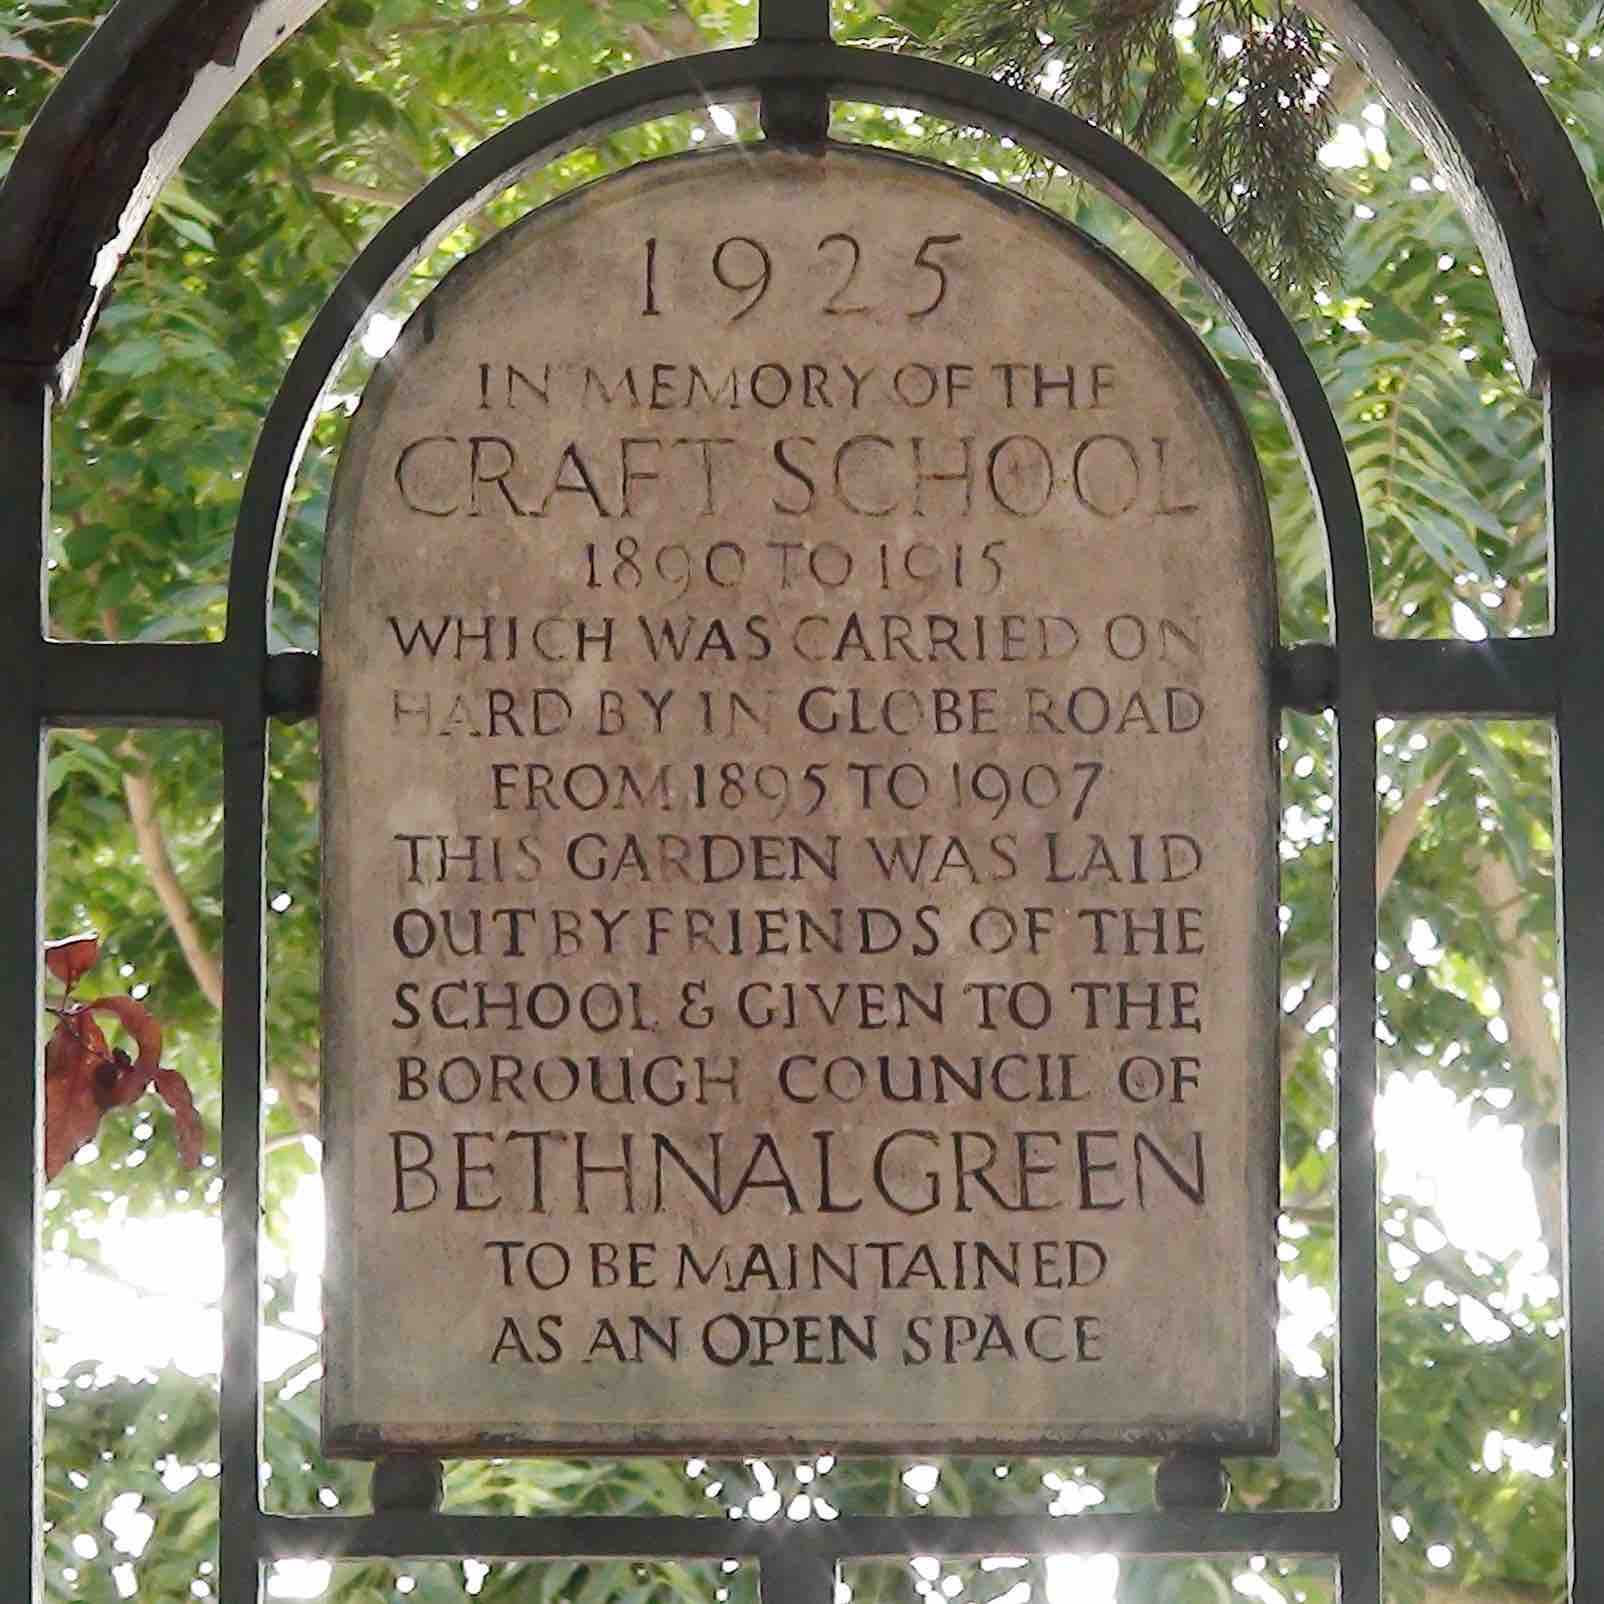 1925
IN MEMORY OF THE
CRAFT SCHOOL
1890 TO 1915
WHICH WAS CARRIED ON
HARD BY IN GLOBE ROAD
FROM 1895 TO 1907
THIS GARDEN WAS LAID
OUT BY FRIENDS OF THE
SCHOOL & GIVEN TO THE
BOROUGH COUNCIL OF
BETHNAL GREEN
TO BE MAINTAINED
AS AN OPEN SPACE